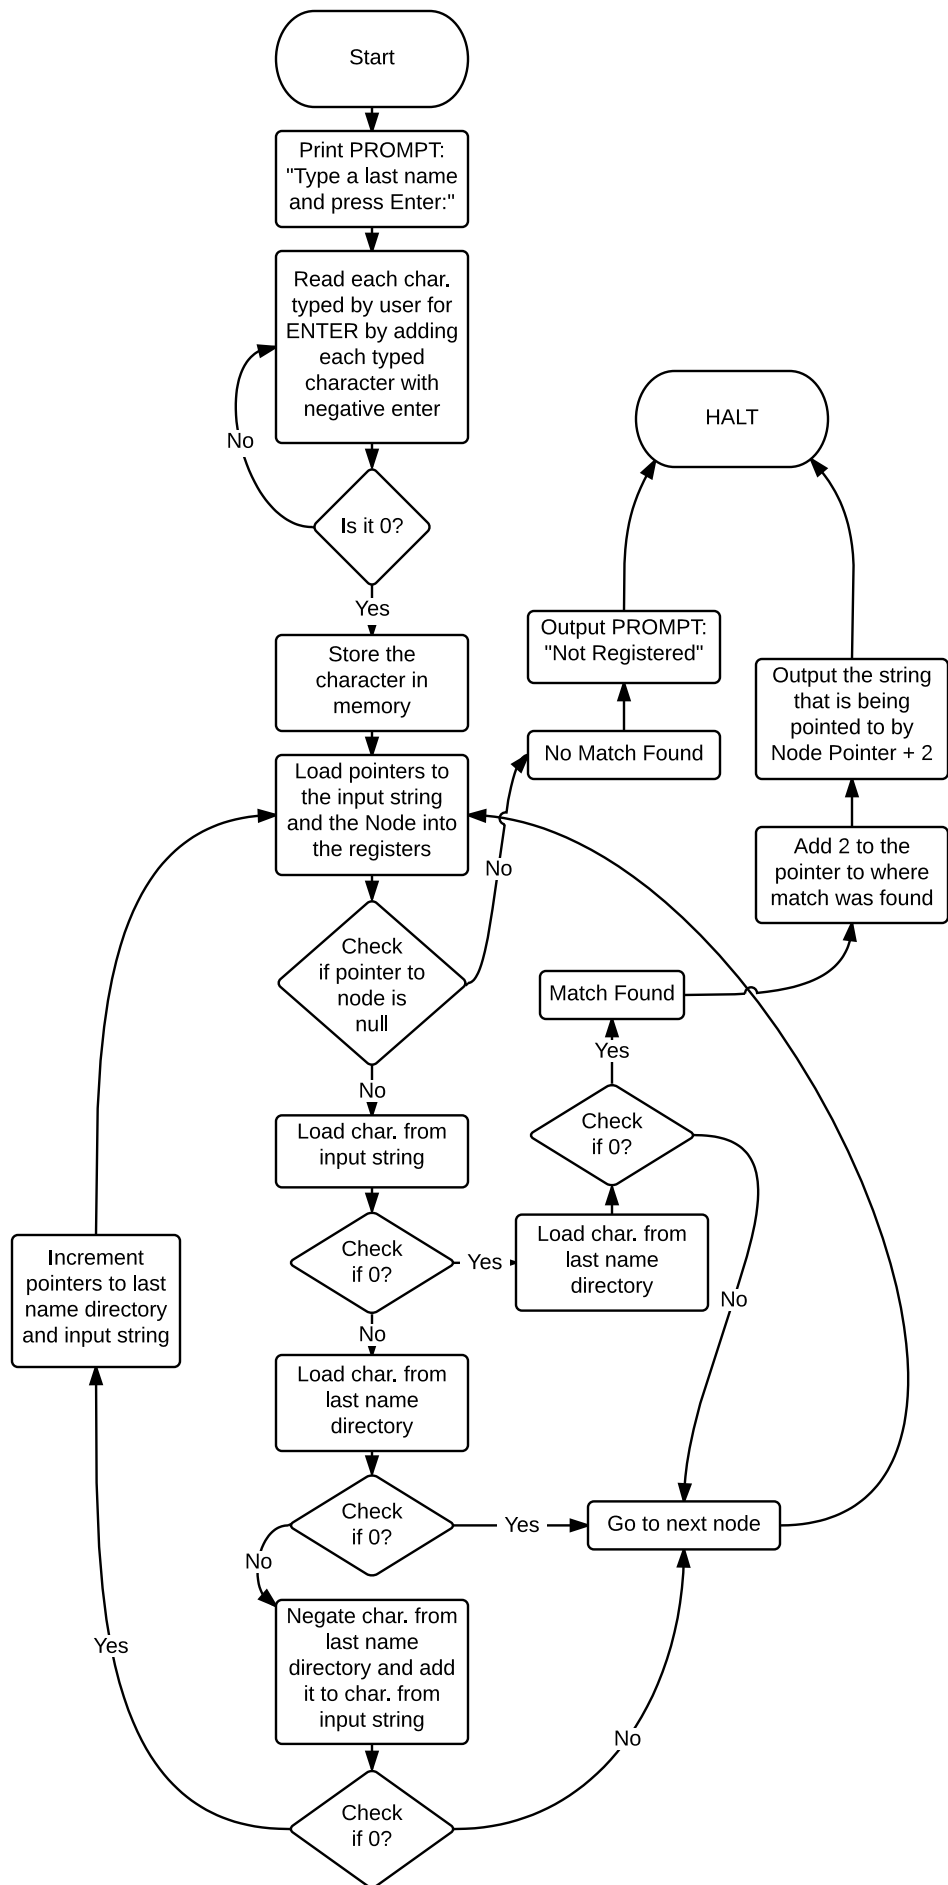 Start
Print PROMPT:
"Type a last name
and press Enter:"
Read each char.
typed by user for
ENTER by adding
each typed
character with
negative enter
No
Is it 0?
Yes
Store the
character in
memory
Load pointers to
the input string
and the Node into
the registers
Check
if pointer to
node is
null
No
No Match Found
Output PROMPT:
"Not Registered"
HALT
Output the string
that is being
pointed to by
Node Pointer + 2
Add 2 to the
pointer to where
match was found
Match Found
Yes
Check
if 0?
No
Load char. from
input string
Check
if 0?
Yes
Load char. from
last name
directory
No
Increment
pointers to last
name directory
and input string
No
Load char. from
last name
directory
Check
if 0?
Yes
Go to next node
No
Negate char. from
last name
directory and add
it to char. from
input string
Yes
No
Check
if 0?